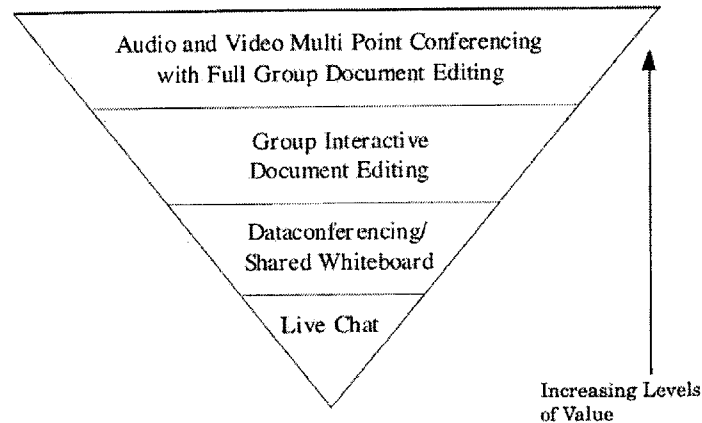 Audio and Video Multi Point Conferencing
with Full Group Document Editing
Group Interactive
Document Editing
Dataconferencing/
Shared Whiteboard
Live Chat
Increasing Levels
of Value